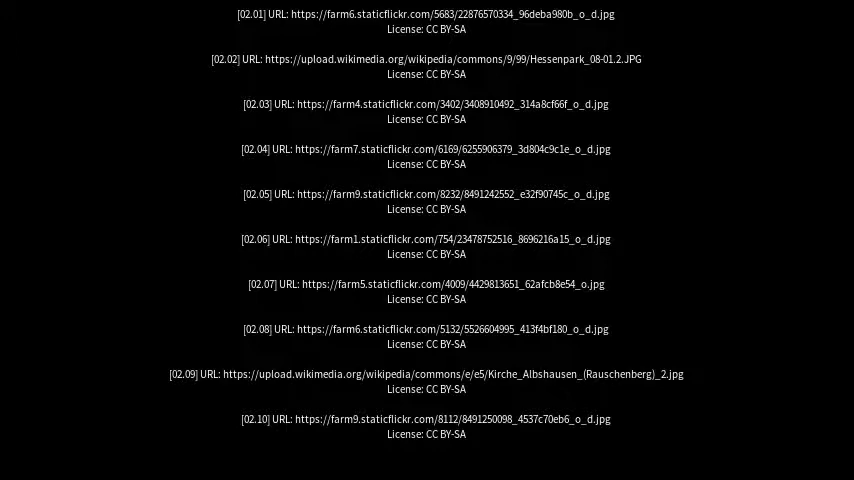 [02.01] URL: https://farm6.staticflickr.com/5683/22876570334_96deba980b_o_d.jpg
License: CC BY-SA
[02.02] URL: https://upload.wikimedia.org/wikipedia/commons/9/99/Hessenpark_08-01.2.JPG
License: CC BY-SA
[02.03] URL: https://farm4.staticflickr.com/3402/3408910492_314a8cf66f_o_d.jpg
License: CC BY-SA
[02.04] URL: https://farm7.staticflickr.com/6169/6255906379_3d804c9c1e_o_d.jpg
License: CC BY-SA
[02.05] URL: https://farm9.staticflickr.com/8232/8491242552_e32f90745c_o_d.jpg
License: CC BY-SA
[02.06] URL: https://farm1.staticflickr.com/754/23478752516_8696216a15_o_d.jpg
License: CC BY-SA
[02.07] URL: https://farm5.staticflickr.com/4009/4429813651_62afcb8e54_o.jpg
License: CC BY-SA
[02.08] URL: https://farm6.staticflickr.com/5132/5526604995_413f4bf180_o_d.jpg
License: CC BY-SA
[02.09] URL: https://upload.wikimedia.org/wikipedia/commons/e/e5/Kirche_Albshausen_(Rauschenberg)_2.jpg
License: CC BY-SA
[02.10] URL: https://farm9.staticflickr.com/8112/8491250098_4537c70eb6_o_d.jpg
License: CC BY-SA